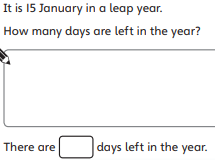 It is 15 January in a leap year.
How many days are left in the year?
There are days left in the year.